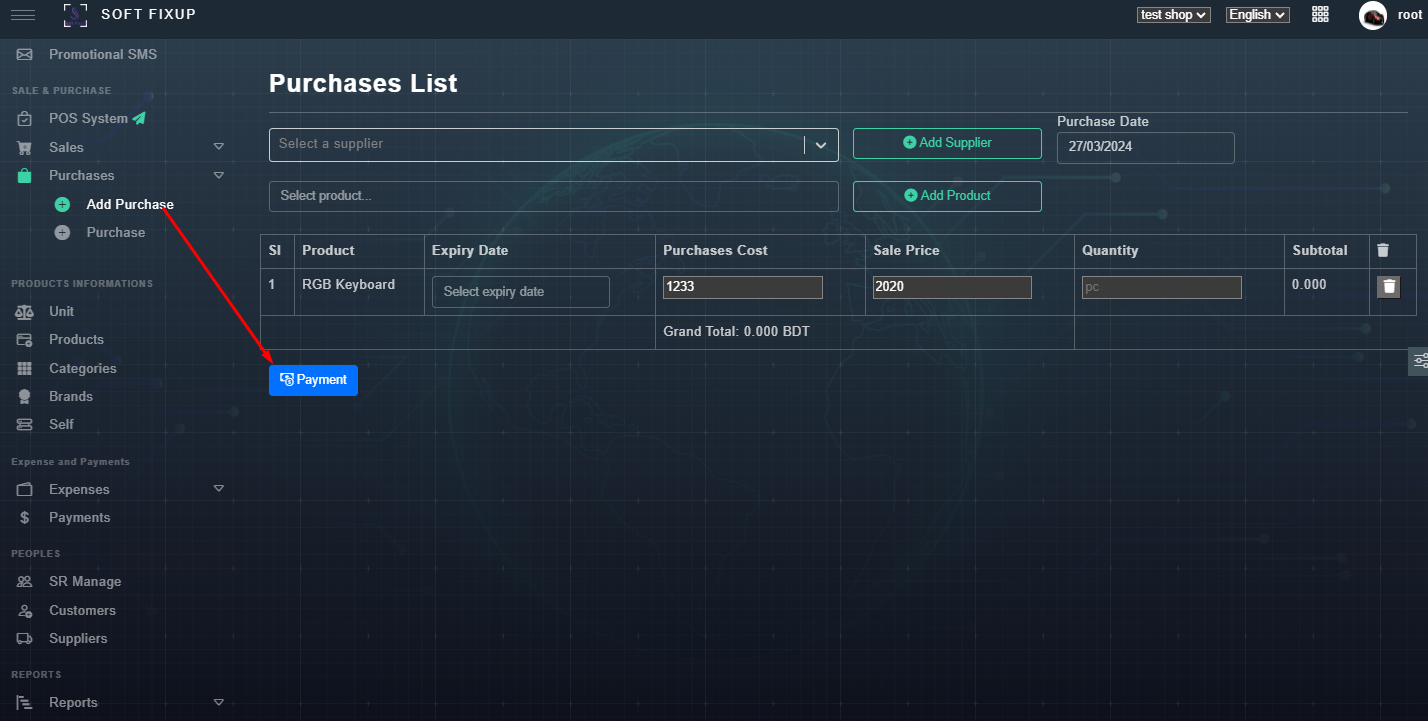 SOFT FIXUP
test shop
English
root
Promotional SMS
SALE & PURCHASE
POS System
Sales
Purchases
Add Purchase
Purchase
PRODUCTS INFORMATIONS
Unit
Products
Categories
Brands
Self
Expense and Payments
Expenses
Payments
PEOPLES
SR Manage
Customers
Suppliers
REPORTS
Reports
Purchases List
Select a supplier
Add Supplier
Purchase Date
27/03/2024
Select product...
Add Product
Sl Product Expiry Date Purchases Cost Sale Price Quantity Subtotal
1 RGB Keyboard Select expiry date 1233 2020 pc 0.000
Grand Total: 0.000 BDT
Payment